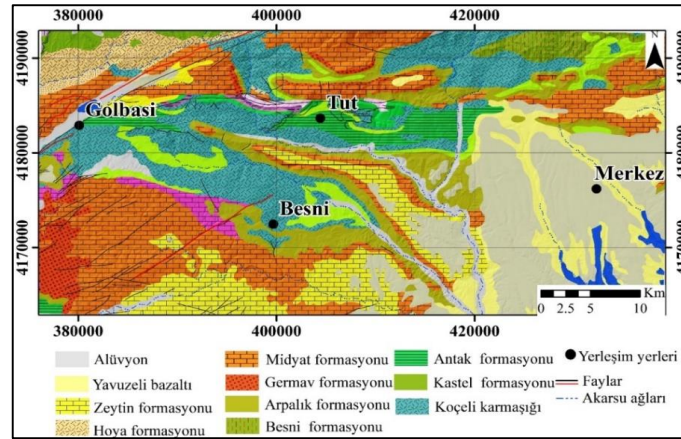 380000
400000
420000
4190000
4190000
N
Golbasi
Tut
4180000
4180000
Merkez
Besni
4170000
4170000
Km
0 2.5 5 10
380000
400000
420000
Alüvyon
Yavuzeli bazaltı
Zeytin formasyonu
Hoya formasyonu
Midyat formasyonu
Germav formasyonu
Arpalık formasyonu
Besni formasyonu
Antak formasyonu
Kastel formasyonu
Koçeli karmaşığı
Yerleşim yerleri
Faylar
Akarsu ağları